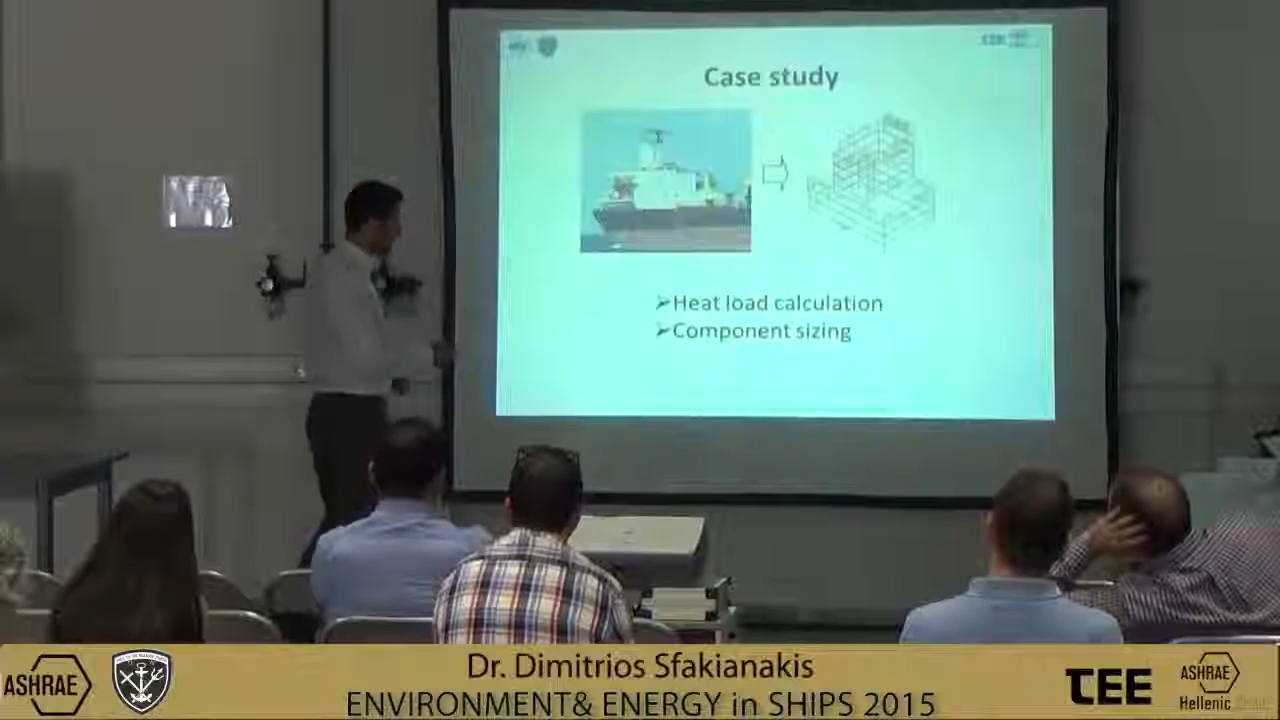 Case study
➢Heat load calculation
➢Component sizing
ASHRAE
Dr. Dimitrios Sfakianakis
ENVIRONMENT& ENERGY in SHIPS 2015
TEE
ASHRAE
Hellenic